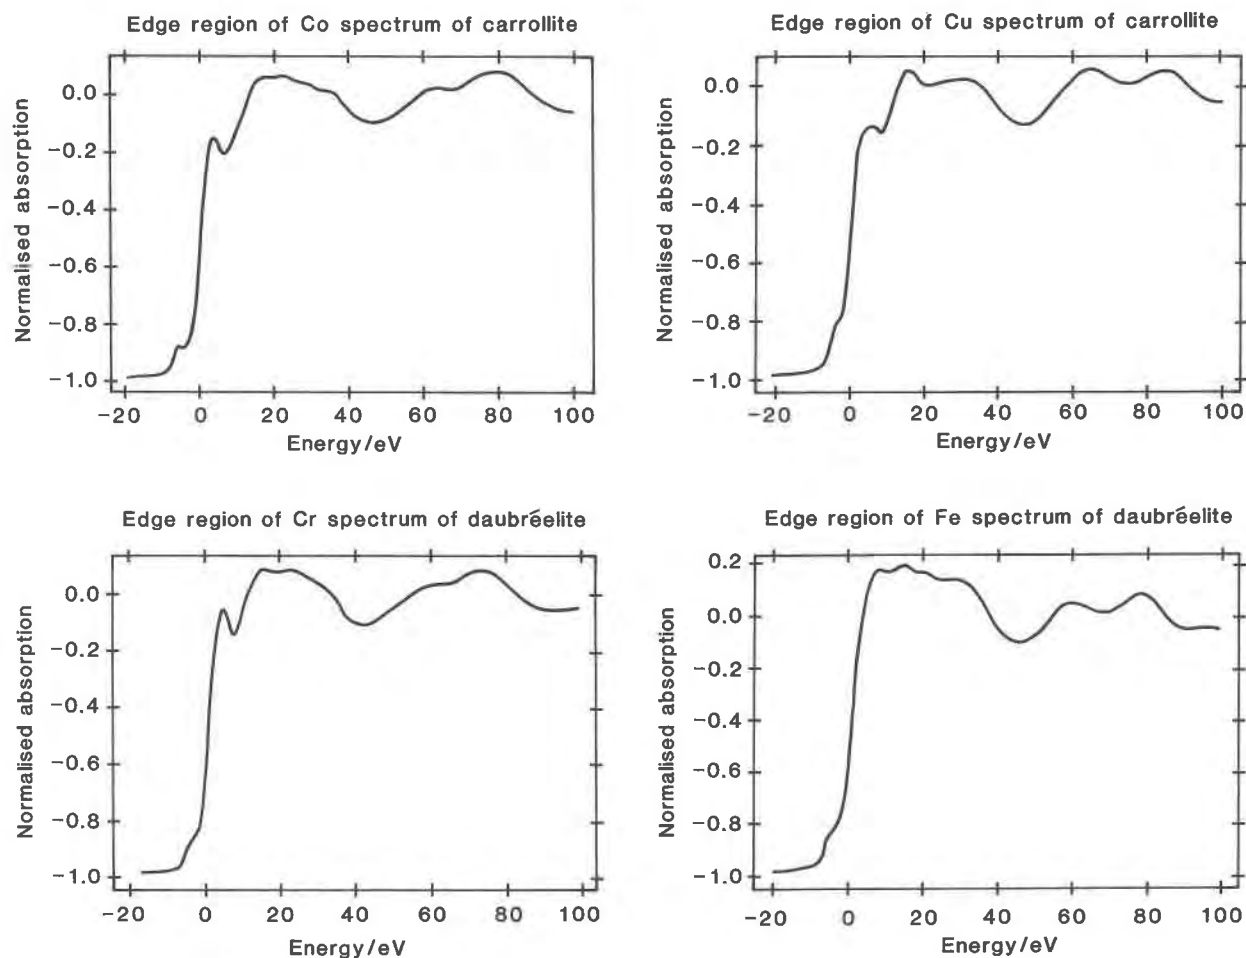 Edge region of Co spectrum of carrollite
Normalised absorption
0.0
−0.2
−0.4
−0.6
−0.8
−1.0
−20 0 20 40 60 80 100
Energy/eV
Edge region of Cu spectrum of carrollite
Normalised absorption
0.0
−0.2
−0.4
−0.6
−0.8
−1.0
−20 0 20 40 60 80 100
Energy/eV
Edge region of Cr spectrum of daubréelite
Normalised absorption
0.0
−0.2
−0.4
−0.6
−0.8
−1.0
−20 0 20 40 60 80 100
Energy/eV
Edge region of Fe spectrum of daubréelite
Normalised absorption
0.2
0.0
−0.2
−0.4
−0.6
−0.8
−1.0
−20 0 20 40 60 80 100
Energy/eV